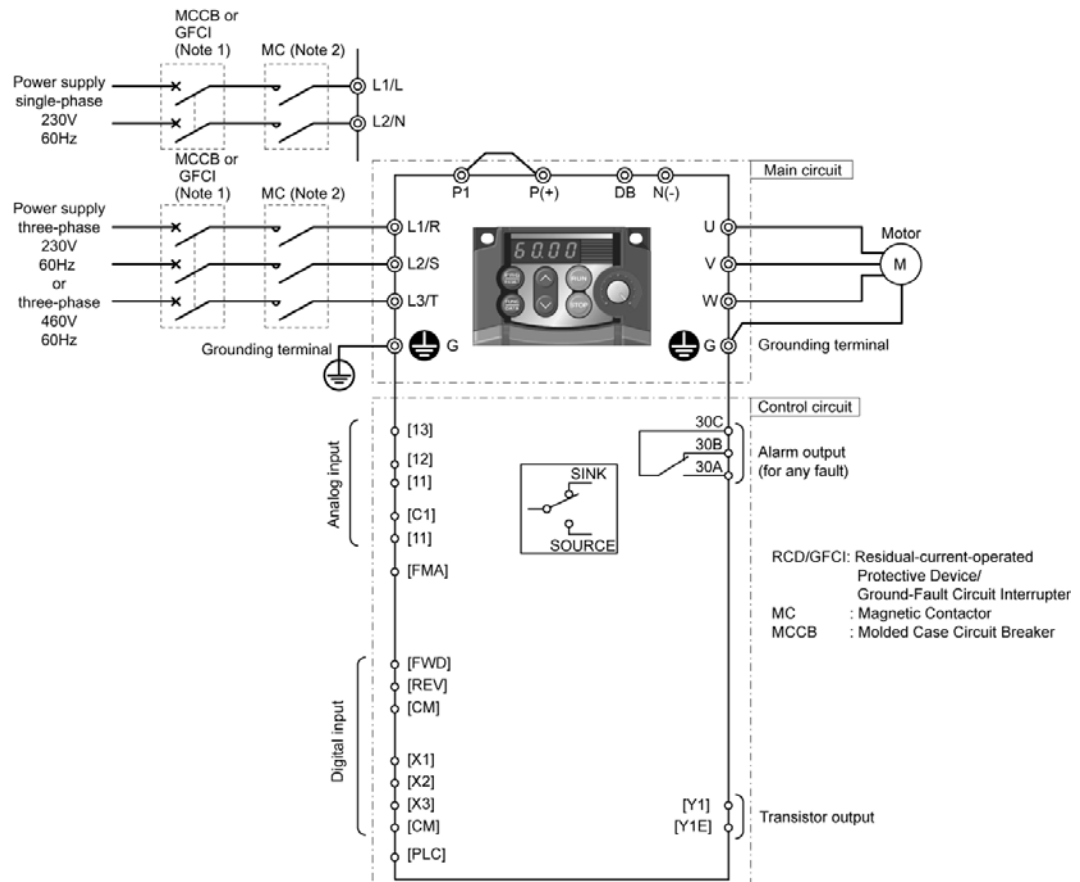 MCCB or
GFCI
(Note 1)
MC (Note 2)
Power supply
single-phase
230V
60Hz
L1/L
L2/N
MCCB or
GFCI
(Note 1)
MC (Note 2)
Power supply
three-phase
230V
60Hz
or
three-phase
460V
60Hz
L1/R
L2/S
L3/T
Grounding terminal
G
P1
P(+)
DB
N(-)
Main circuit
60.00
RUN
STOP
U
V
W
G
Motor
M
Grounding terminal
Control circuit
Analog input
[13]
[12]
[11]
[C1]
[11]
[FMA]
SINK
SOURCE
30C
30B
30A
Alarm output
(for any fault)
RCD/GFCI: Residual-current-operated
Protective Device/
Ground-Fault Circuit Interrupter
MC : Magnetic Contactor
MCCB : Molded Case Circuit Breaker
Digital input
[FWD]
[REV]
[CM]
[X1]
[X2]
[X3]
[CM]
[PLC]
[Y1]
[Y1E]
Transistor output